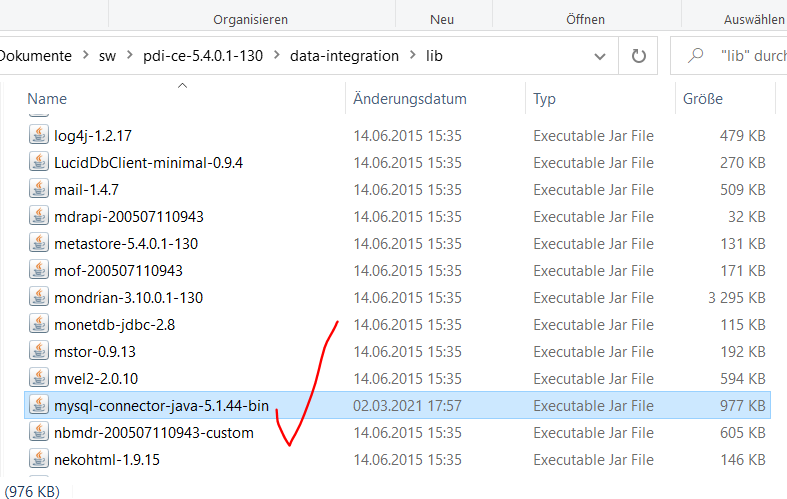 Organisieren Neu Öffnen Auswählen
Dokumente sw pdi-ce-5.4.0.1-130 data-integration lib "lib" durch
Name Änderungsdatum Typ Größe
log4j-1.2.17 14.06.2015 15:35 Executable Jar File 479 KB
LucidDbClient-minimal-0.9.4 14.06.2015 15:35 Executable Jar File 270 KB
mail-1.4.7 14.06.2015 15:35 Executable Jar File 509 KB
mdrapi-200507110943 14.06.2015 15:35 Executable Jar File 32 KB
metastore-5.4.0.1-130 14.06.2015 15:35 Executable Jar File 131 KB
mof-200507110943 14.06.2015 15:35 Executable Jar File 171 KB
mondrian-3.10.0.1-130 14.06.2015 15:35 Executable Jar File 3 295 KB
monetdb-jdbc-2.8 14.06.2015 15:35 Executable Jar File 115 KB
mstor-0.9.13 14.06.2015 15:35 Executable Jar File 192 KB
mvel2-2.0.10 14.06.2015 15:35 Executable Jar File 594 KB
mysql-connector-java-5.1.44-bin 02.03.2021 17:57 Executable Jar File 977 KB
nbmdr-200507110943-custom 14.06.2015 15:35 Executable Jar File 605 KB
nekohtml-1.9.15 14.06.2015 15:35 Executable Jar File 146 KB
(976 KB)